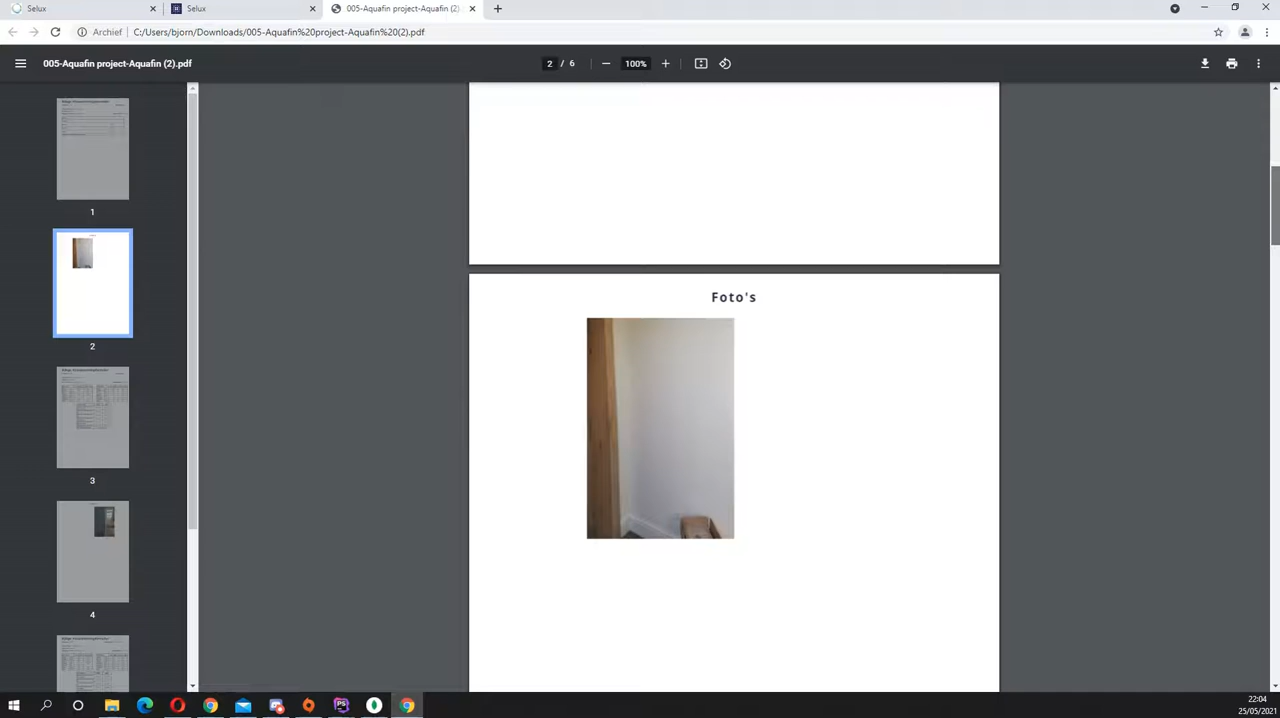 Selux
Selux
005-Aquafin project-Aquafin (2)
Archief
C:/Users/bjorn/Downloads/005-Aquafin%20project-Aquafin%20(2).pdf
005-Aquafin project-Aquafin (2).pdf
2 / 6
100%
1
2
3
4
Foto's
22:04
25/05/2021